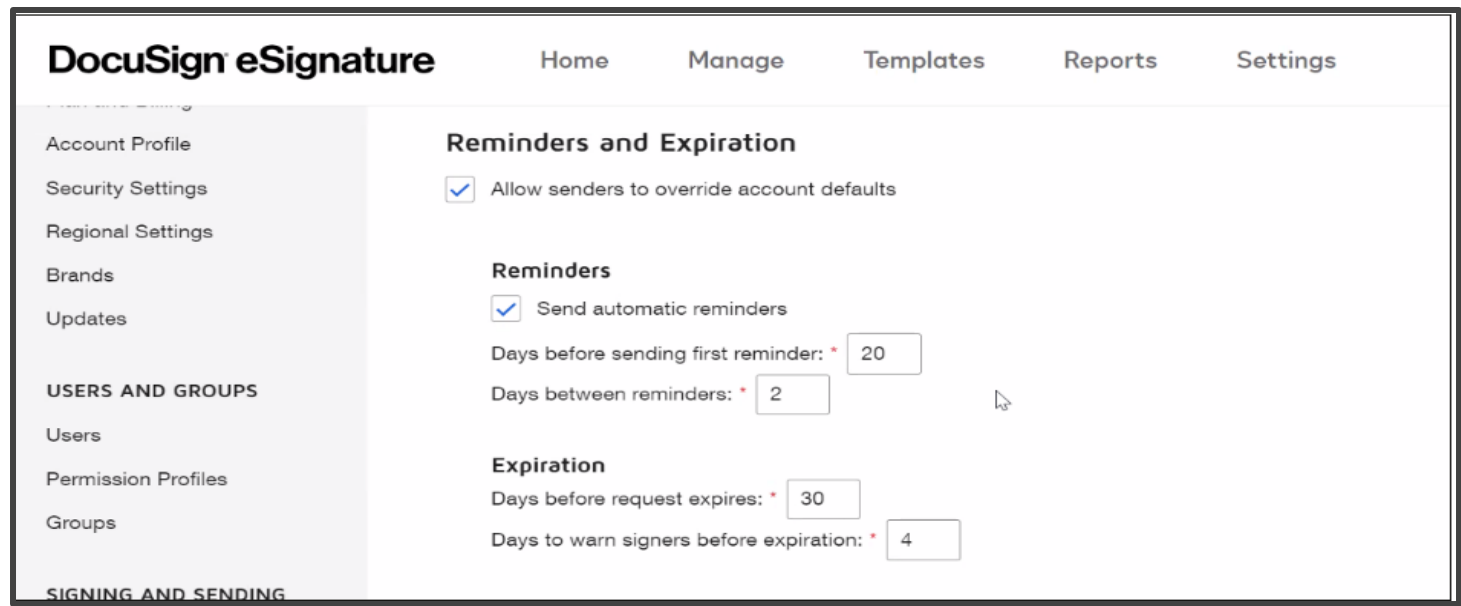 DocuSign eSignature Home Manage Templates Reports Settings
Plan and Billing
Account Profile
Security Settings
Regional Settings
Brands
Updates
USERS AND GROUPS
Users
Permission Profiles
Groups
SIGNING AND SENDING
Reminders and Expiration
Allow senders to override account defaults
Reminders
Send automatic reminders
Days before sending first reminder: * 20
Days between reminders: * 2
Expiration
Days before request expires: * 30
Days to warn signers before expiration: * 4